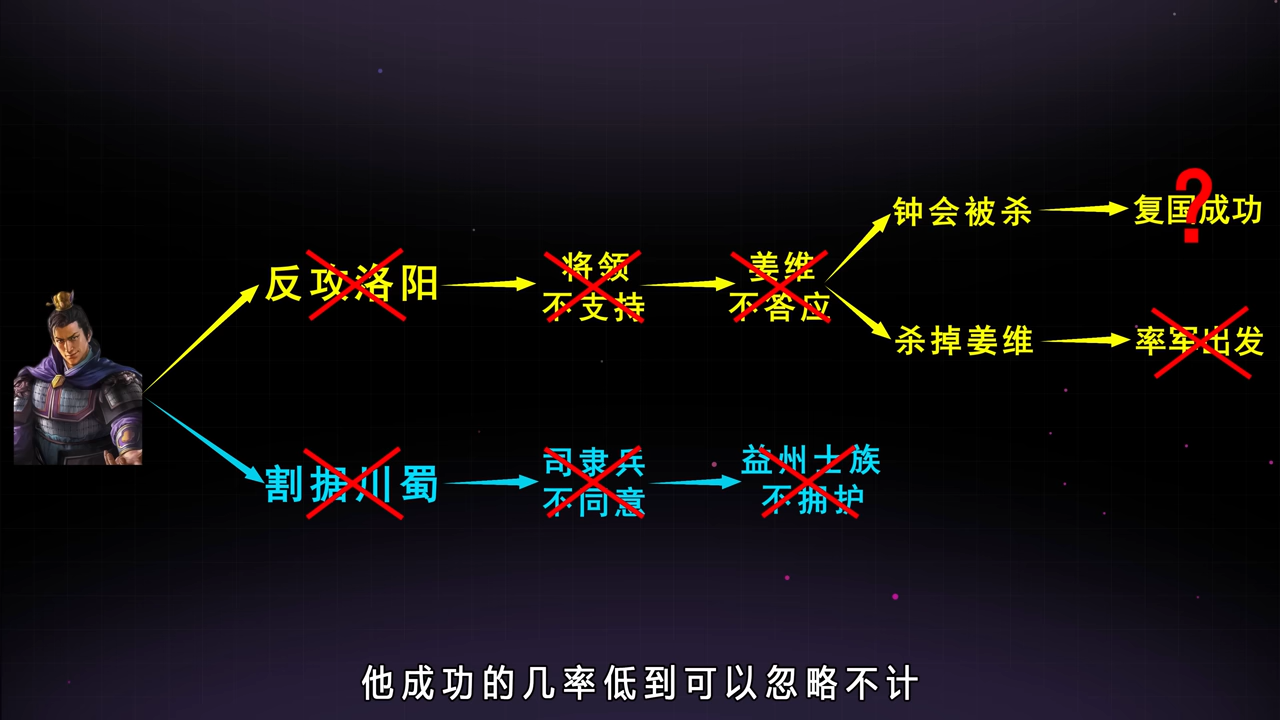 钟会被杀
复国成功
?
反攻洛阳
将领
不支持
姜维
不答应
杀掉姜维
率军出发
割据川蜀
司隶兵
不同意
益州士族
不拥护
他成功的几率低到可以忽略不计